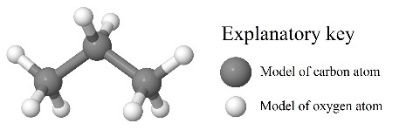 Explanatory key
Model of carbon atom
Model of oxygen atom